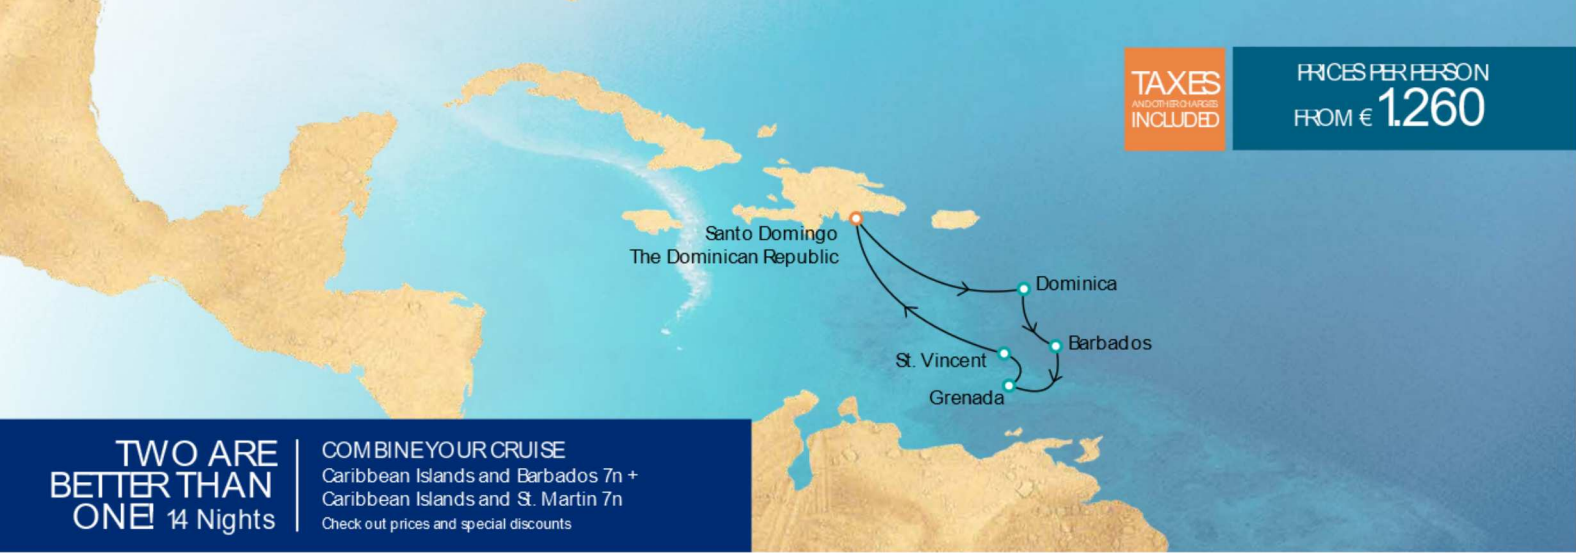 TAXES
AND OTHER CHARGES
INCLUDED
PRICES PER PERSON
FROM € 1.260
Santo Domingo
The Dominican Republic
Dominica
Barbados
St. Vincent
Grenada
TWO ARE
BETTER THAN
ONE! 14 Nights
COMBINE YOUR CRUISE
Caribbean Islands and Barbados 7n +
Caribbean Islands and St. Martin 7n
Check out prices and special discounts